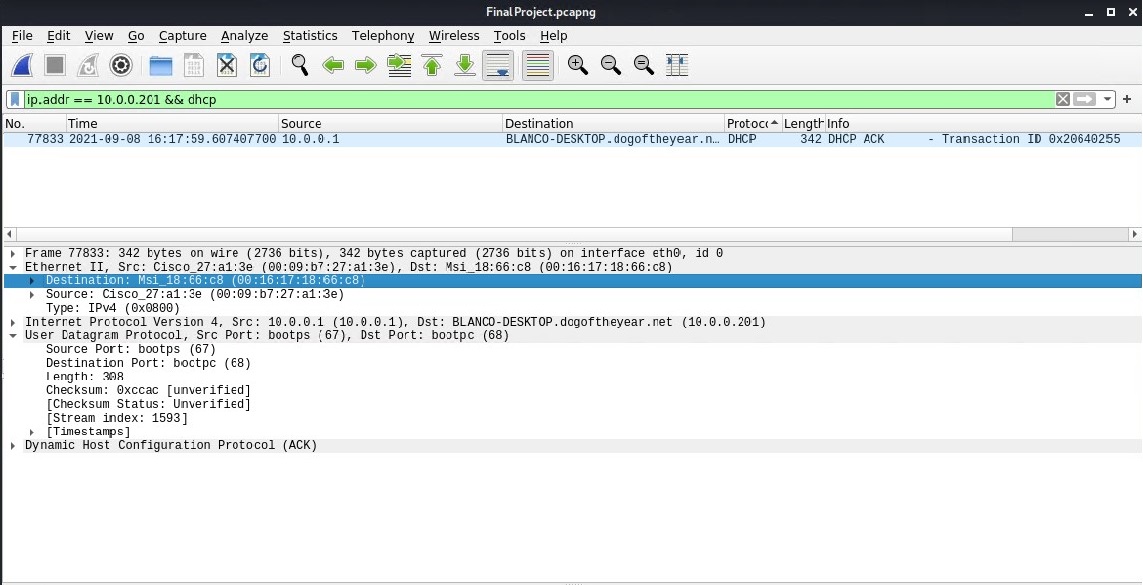 Final Project.pcapng
File Edit View Go Capture Analyze Statistics Telephony Wireless Tools Help
ip.addr == 10.0.0.201 && dhcp
No. Time Source Destination Protoc Length Info
77833 2021-09-08 16:17:59.607407700 10.0.0.1 BLANCO-DESKTOP.dogoftheyear.n… DHCP 342 DHCP ACK - Transaction ID 0x20640255
Frame 77833: 342 bytes on wire (2736 bits), 342 bytes captured (2736 bits) on interface eth0, id 0
Ethernet II, Src: Cisco_27:a1:3e (00:09:b7:27:a1:3e), Dst: Msi_18:66:c8 (00:16:17:18:66:c8)
Destination: Msi_18:66:c8 (00:16:17:18:66:c8)
Source: Cisco_27:a1:3e (00:09:b7:27:a1:3e)
Type: IPv4 (0x0800)
Internet Protocol Version 4, Src: 10.0.0.1 (10.0.0.1), Dst: BLANCO-DESKTOP.dogoftheyear.net (10.0.0.201)
User Datagram Protocol, Src Port: bootps (67), Dst Port: bootpc (68)
Source Port: bootps (67)
Destination Port: bootpc (68)
Length: 308
Checksum: 0xccac [unverified]
[Checksum Status: Unverified]
[Stream index: 1593]
[Timestamps]
Dynamic Host Configuration Protocol (ACK)